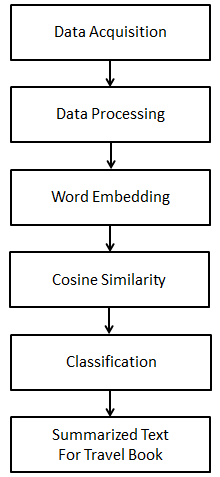 Data Acquisition
Data Processing
Word Embedding
Cosine Similarity
Classification
Summarized Text
For Travel Book